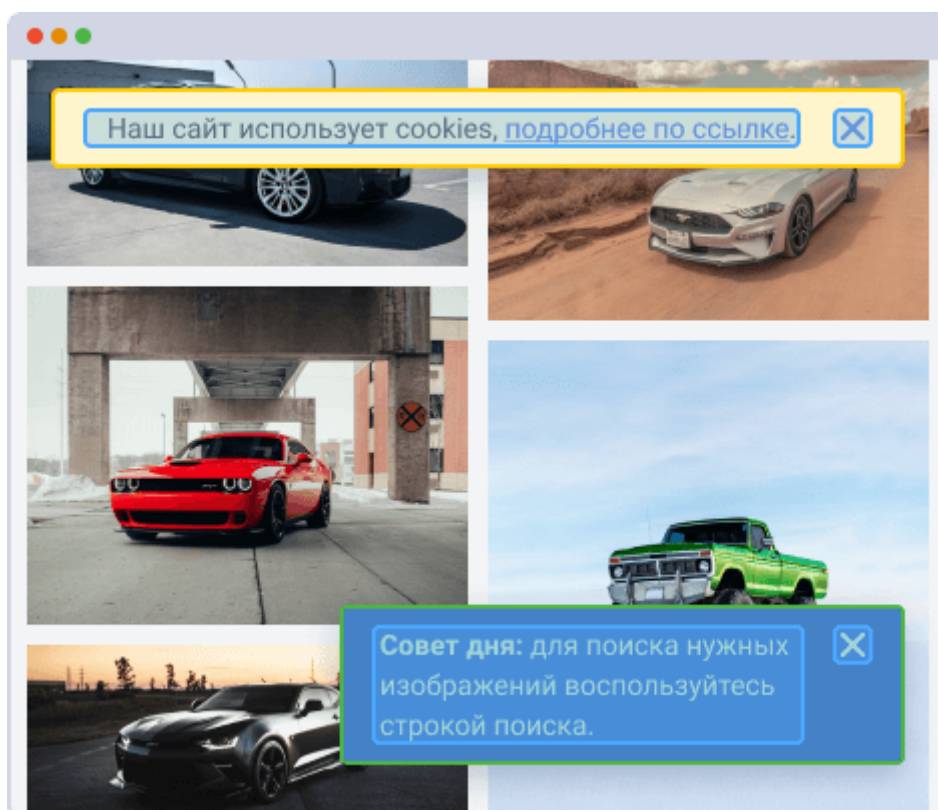 Наш сайт использует cookies, подробнее по ссылке.
Совет дня: для поиска нужных
изображений воспользуйтесь
строкой поиска.